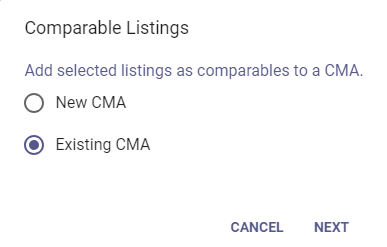 Comparable Listings
Add selected listings as comparables to a CMA.
New CMA
Existing CMA
CANCEL NEXT